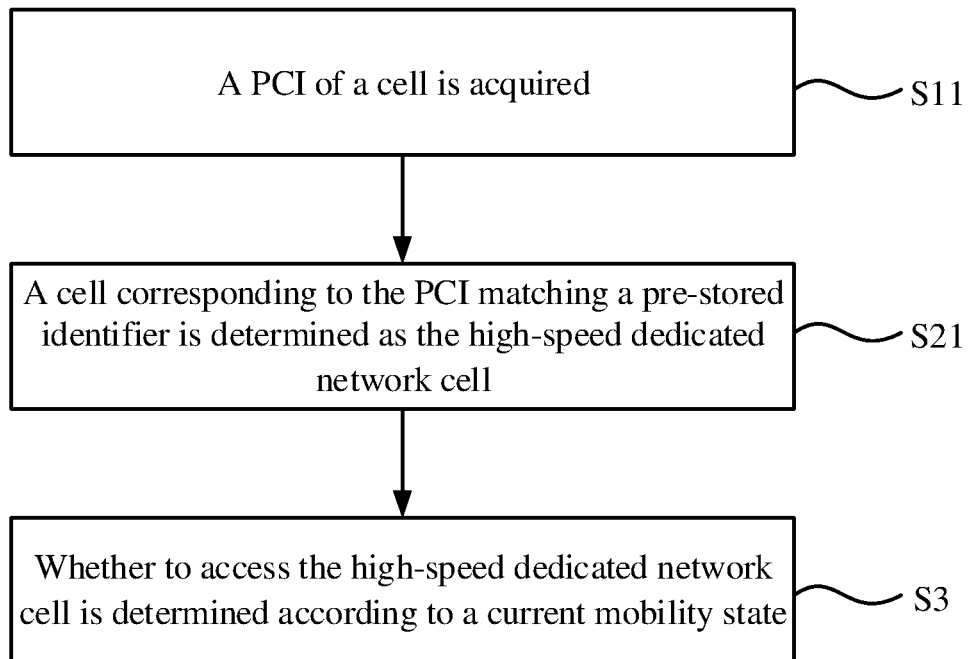 A PCI of a cell is acquired
S11
A cell corresponding to the PCI matching a pre-stored
identifier is determined as the high-speed dedicated
network cell
S21
Whether to access the high-speed dedicated network
cell is determined according to a current mobility state
S3